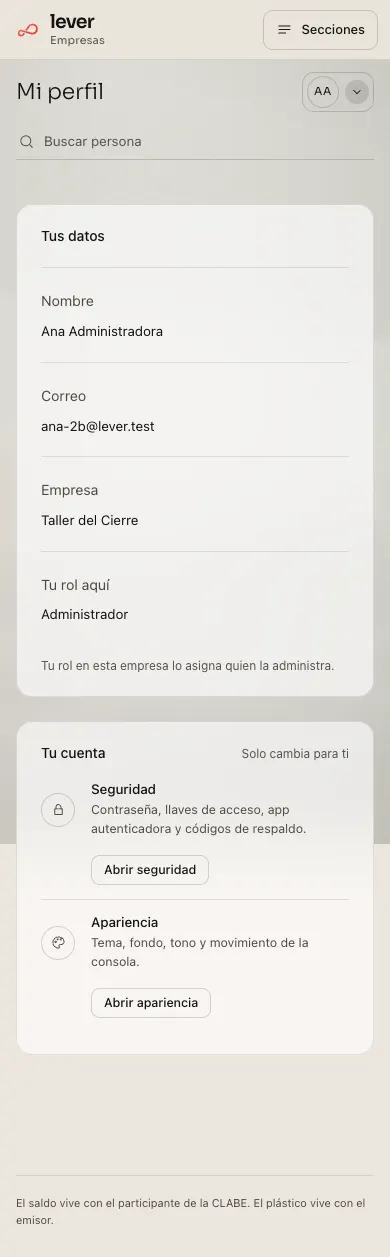 lever
Empresas
Secciones
Mi perfil
AA
Buscar persona
Tus datos
Nombre
Ana Administradora
Correo
ana-2b@lever.test
Empresa
Taller del Cierre
Tu rol aquí
Administrador
Tu rol en esta empresa lo asigna quien la administra.
Tu cuenta
Solo cambia para ti
Seguridad
Contraseña, llaves de acceso, app
autenticadora y códigos de respaldo.
Abrir seguridad
Apariencia
Tema, fondo, tono y movimiento de la
consola.
Abrir apariencia
El saldo vive con el participante de la CLABE. El plástico vive con el
emisor.